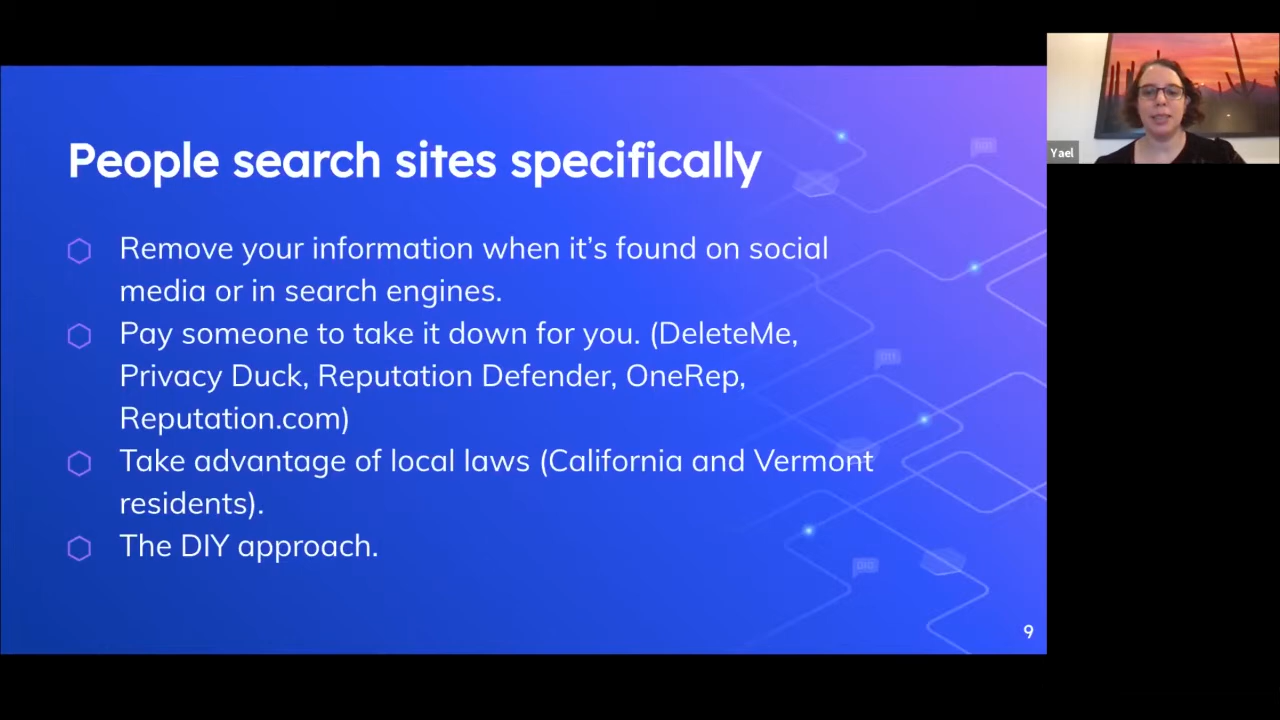 People search sites specifically
Remove your information when it's found on social
media or in search engines.
Pay someone to take it down for you. (DeleteMe,
Privacy Duck, Reputation Defender, OneRep,
Reputation.com)
Take advantage of local laws (California and Vermont
residents).
The DIY approach.
9
Yael